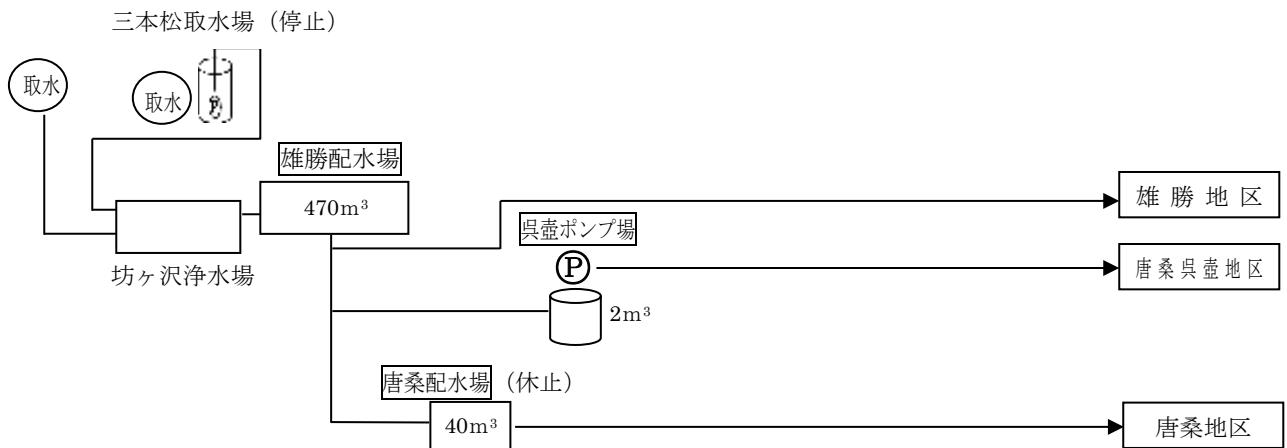 三本松取水場（停止）
取水
取水
P
雄勝配水場
470m³
坊ヶ沢浄水場
雄勝地区
呉壺ポンプ場
P
唐桑呉壺地区
2m³
唐桑配水場（休止）
40m³
唐桑地区